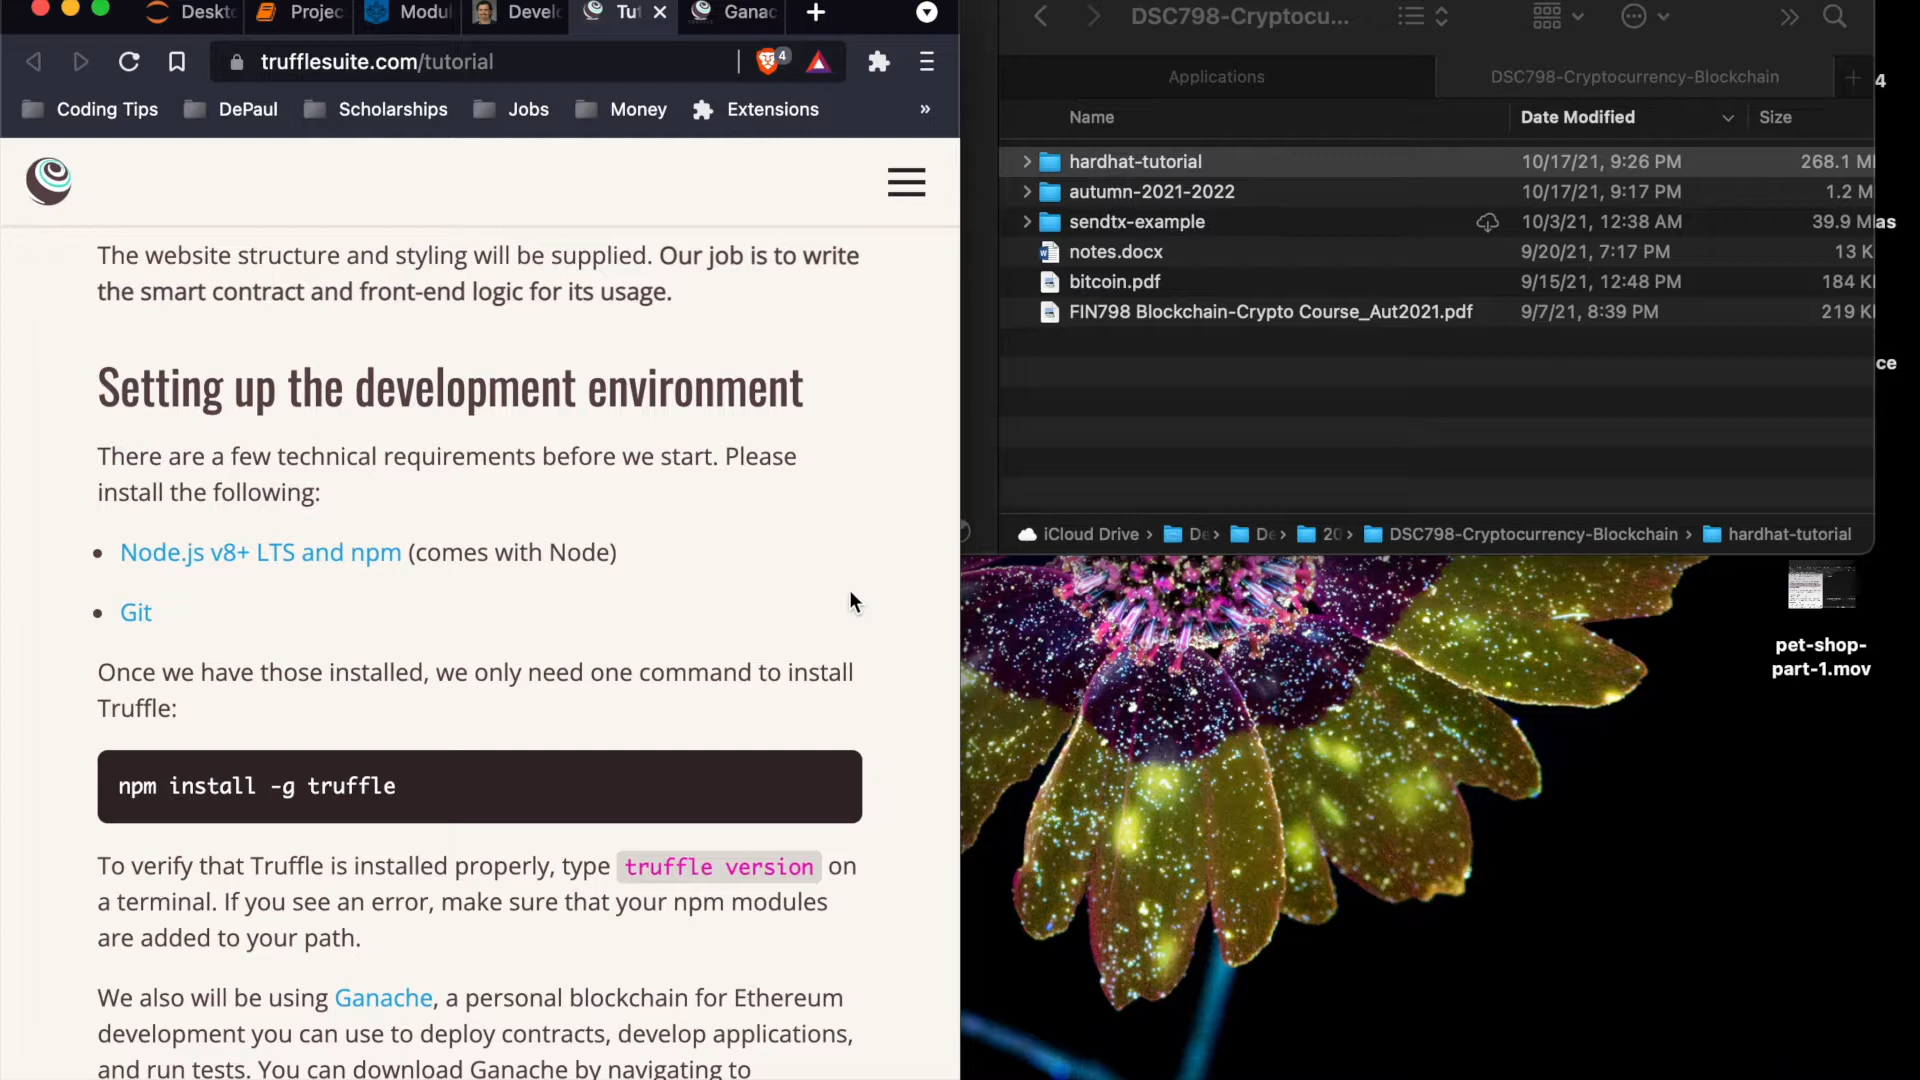 Deskt
Projec
Modul
Devel
Tut
Ganac
trufflesuite.com/tutorial
4
Coding Tips
DePaul
Scholarships
Jobs
Money
Extensions
»
The website structure and styling will be supplied. Our job is to write
the smart contract and front-end logic for its usage.
Setting up the development environment
There are a few technical requirements before we start. Please
install the following:
• Node.js v8+ LTS and npm (comes with Node)
• Git
Once we have those installed, we only need one command to install
Truffle:
npm install -g truffle
To verify that Truffle is installed properly, type truffle version on
a terminal. If you see an error, make sure that your npm modules
are added to your path.
We also will be using Ganache, a personal blockchain for Ethereum
development you can use to deploy contracts, develop applications,
and run tests. You can download Ganache by navigating to
DSC798-Cryptocu...
Applications
DSC798-Cryptocurrency-Blockchain
Name Date Modified Size
hardhat-tutorial 10/17/21, 9:26 PM 268.1 M
autumn-2021-2022 10/17/21, 9:17 PM 1.2 M
sendtx-example 10/3/21, 12:38 AM 39.9 M
notes.docx 9/20/21, 7:17 PM 13 K
bitcoin.pdf 9/15/21, 12:48 PM 184 K
FIN798 Blockchain-Crypto Course_Aut2021.pdf 9/7/21, 8:39 PM 219 K
iCloud Drive › De › De › 20 › DSC798-Cryptocurrency-Blockchain › hardhat-tutorial
4
as
ce
pet-shop-
part-1.mov